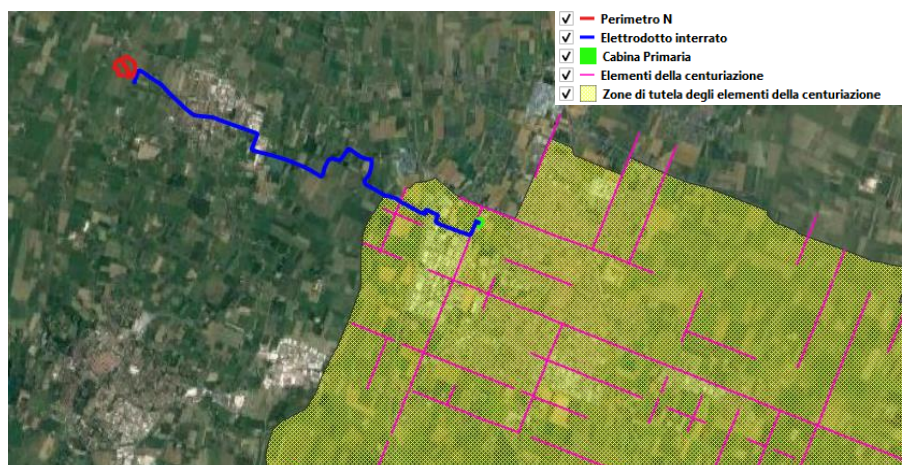 Perimetro N
Elettrodotto interrato
Cabina Primaria
Elementi della centuriazione
Zone di tutela degli elementi della centuriazione